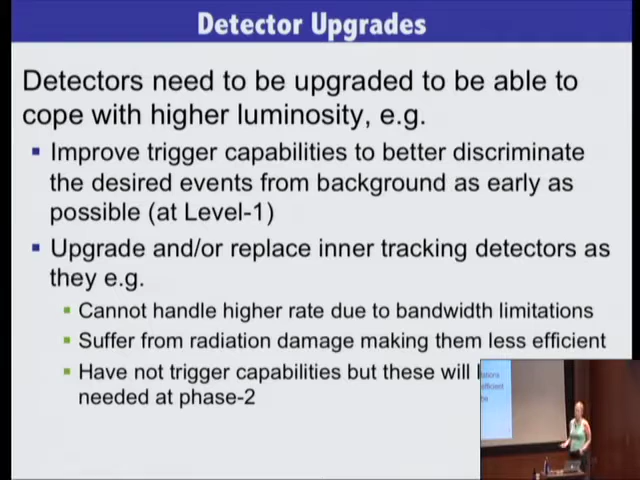 Detector Upgrades
Detectors need to be upgraded to be able to
cope with higher luminosity, e.g.
Improve trigger capabilities to better discriminate
the desired events from background as early as
possible (at Level-1)
Upgrade and/or replace inner tracking detectors as
they e.g.
Cannot handle higher rate due to bandwidth limitations
Suffer from radiation damage making them less efficient
Have not trigger capabilities but these will
needed at phase-2